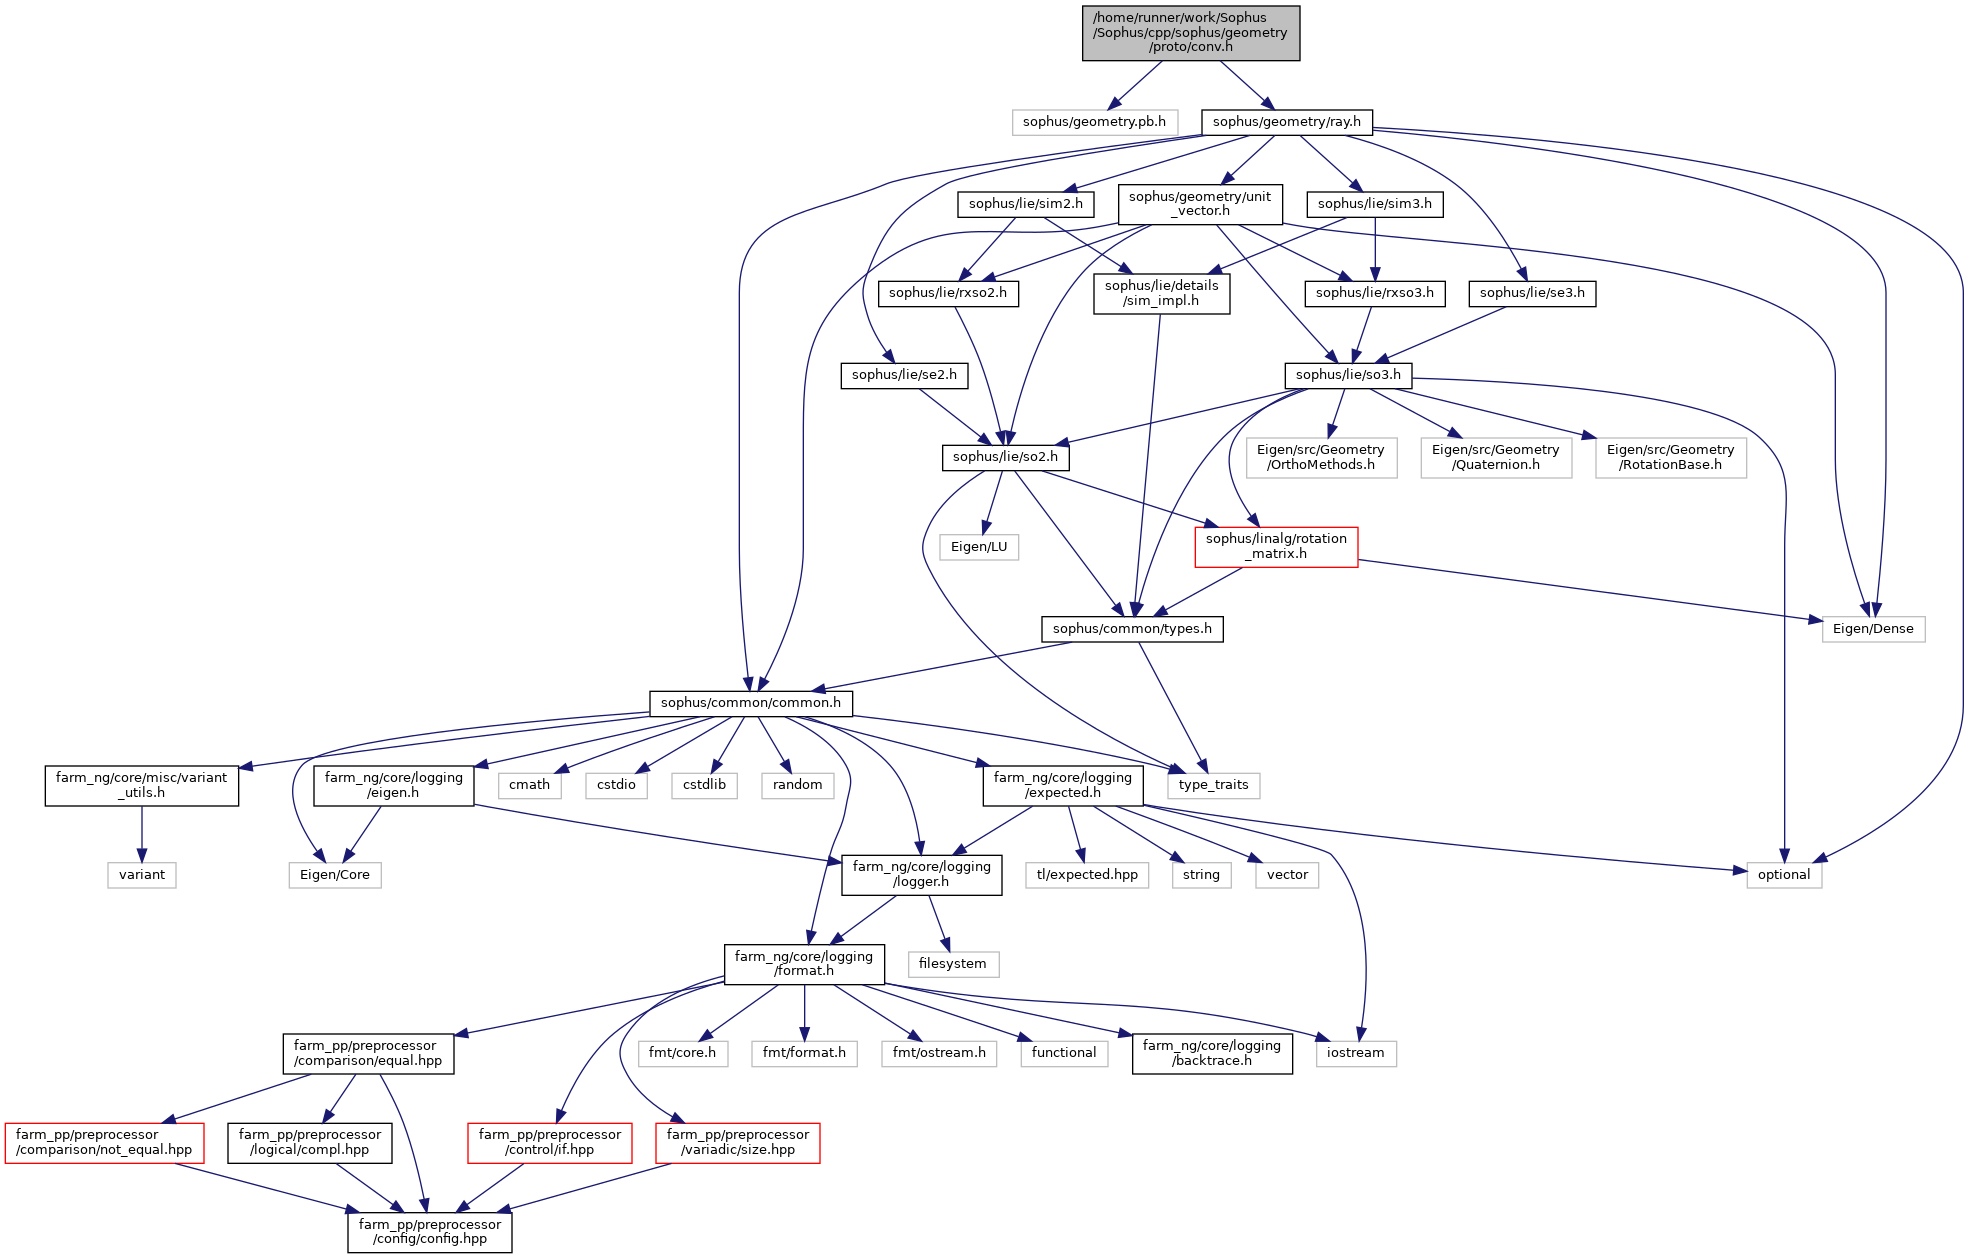 /home/runner/work/Sophus
/Sophus/cpp/sophus/geometry
/proto/conv.h
sophus/geometry.pb.h
sophus/geometry/ray.h
sophus/lie/sim2.h
sophus/geometry/unit
_vector.h
sophus/lie/sim3.h
sophus/lie/rxso2.h
sophus/lie/details
/sim_impl.h
sophus/lie/rxso3.h
sophus/lie/se3.h
sophus/lie/se2.h
sophus/lie/so3.h
sophus/lie/so2.h
Eigen/src/Geometry
/OrthoMethods.h
Eigen/src/Geometry
/Quaternion.h
Eigen/src/Geometry
/RotationBase.h
Eigen/LU
sophus/linalg/rotation
_matrix.h
sophus/common/types.h
Eigen/Dense
sophus/common/common.h
farm_ng/core/misc/variant
_utils.h
farm_ng/core/logging
/eigen.h
cmath
cstdio
cstdlib
random
farm_ng/core/logging
/expected.h
type_traits
variant
Eigen/Core
farm_ng/core/logging
/logger.h
tl/expected.hpp
string
vector
optional
farm_ng/core/logging
/format.h
filesystem
farm_pp/preprocessor
/comparison/equal.hpp
fmt/core.h
fmt/format.h
fmt/ostream.h
functional
farm_ng/core/logging
/backtrace.h
iostream
farm_pp/preprocessor
/comparison/not_equal.hpp
farm_pp/preprocessor
/logical/compl.hpp
farm_pp/preprocessor
/control/if.hpp
farm_pp/preprocessor
/variadic/size.hpp
farm_pp/preprocessor
/config/config.hpp